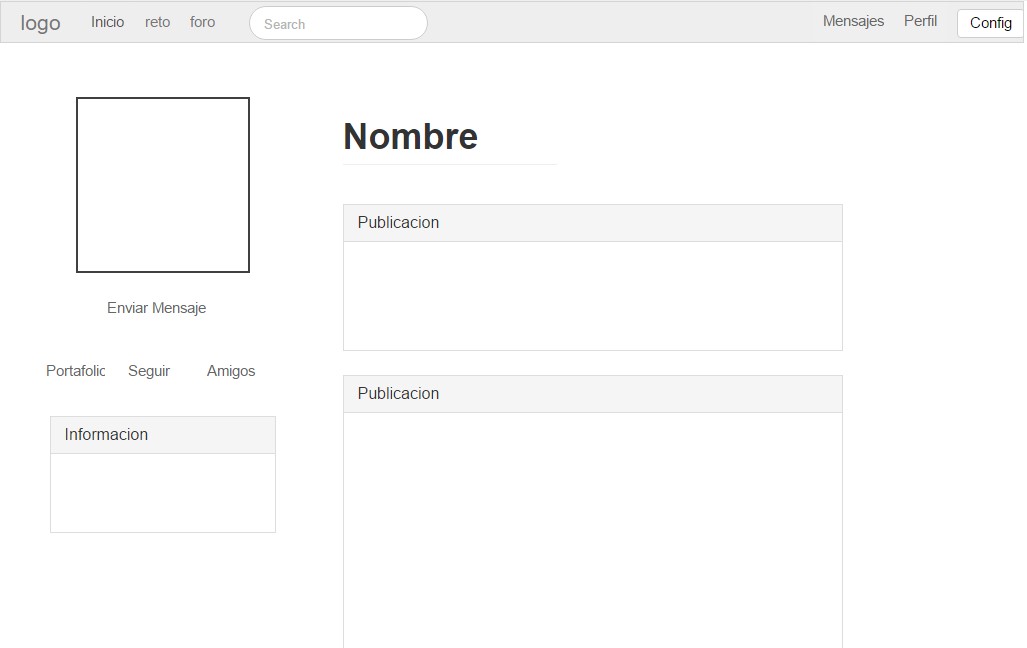 logo Inicio reto foro Search Mensajes Perfil Config
Nombre
Publicacion
Enviar Mensaje
Portafolic Seguir Amigos
Publicacion
Informacion